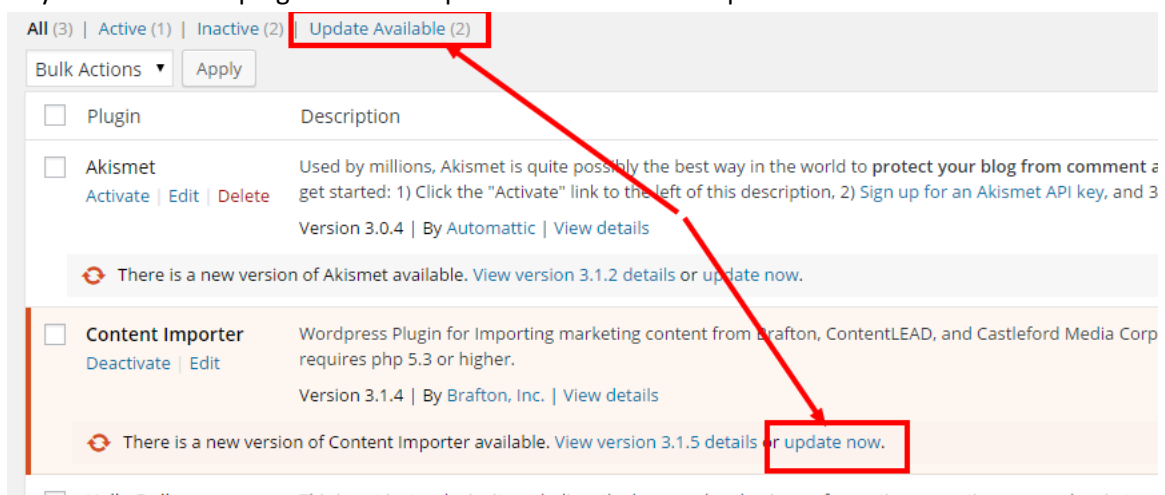 All (3) | Active (1) | Inactive (2) | Update Available (2)
Bulk Actions Apply
Plugin Description
Akismet Used by millions, Akismet is quite possibly the best way in the world to protect your blog from comment
Activate | Edit | Delete get started: 1) Click the "Activate" link to the left of this description, 2) Sign up for an Akismet API key, and 3
Version 3.0.4 | By Automattic | View details
There is a new version of Akismet available. View version 3.1.2 details or update now.
Content Importer Wordpress Plugin for Importing marketing content from Brafton, ContentLEAD, and Castleford Media Corp
Deactivate | Edit requires php 5.3 or higher.
Version 3.1.4 | By Brafton, Inc. | View details
There is a new version of Content Importer available. View version 3.1.5 details or update now.